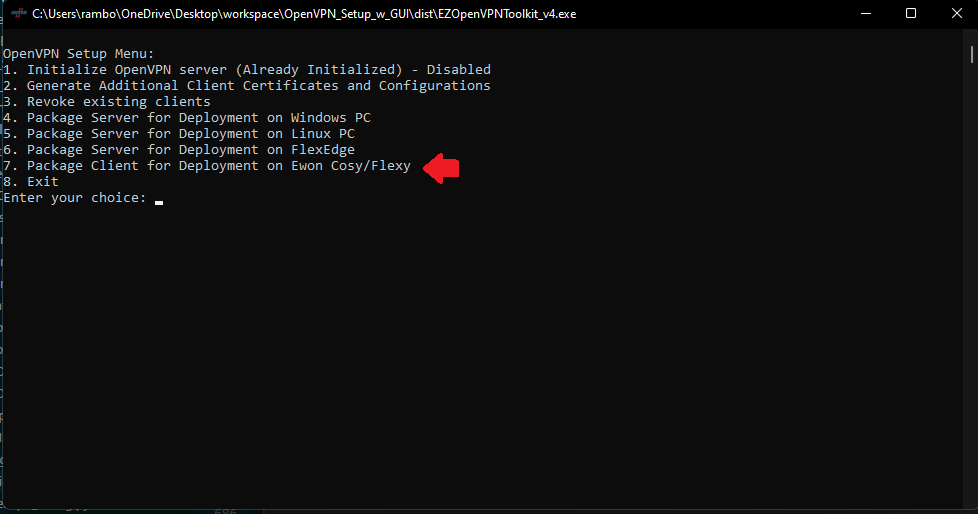 C:\Users\rambo\OneDrive\Desktop\workspace\OpenVPN_Setup_w_GUI\dist\EZOpenVPNToolkit_v4.exe
OpenVPN Setup Menu:
1. Initialize OpenVPN server (Already Initialized) - Disabled
2. Generate Additional Client Certificates and Configurations
3. Revoke existing clients
4. Package Server for Deployment on Windows PC
5. Package Server for Deployment on Linux PC
6. Package Server for Deployment on FlexEdge
7. Package Client for Deployment on Ewon Cosy/Flexy
8. Exit
Enter your choice: